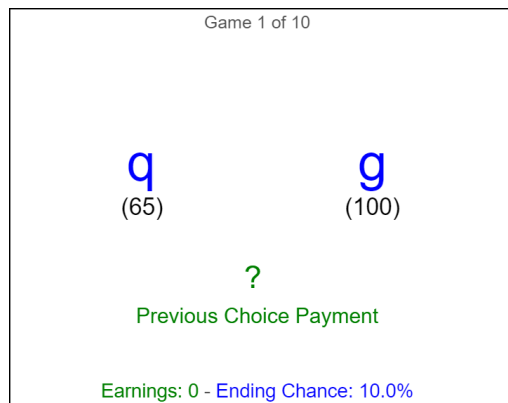 Game 1 of 10
q g
(65) (100)
?
Previous Choice Payment
Earnings: 0 - Ending Chance: 10.0%